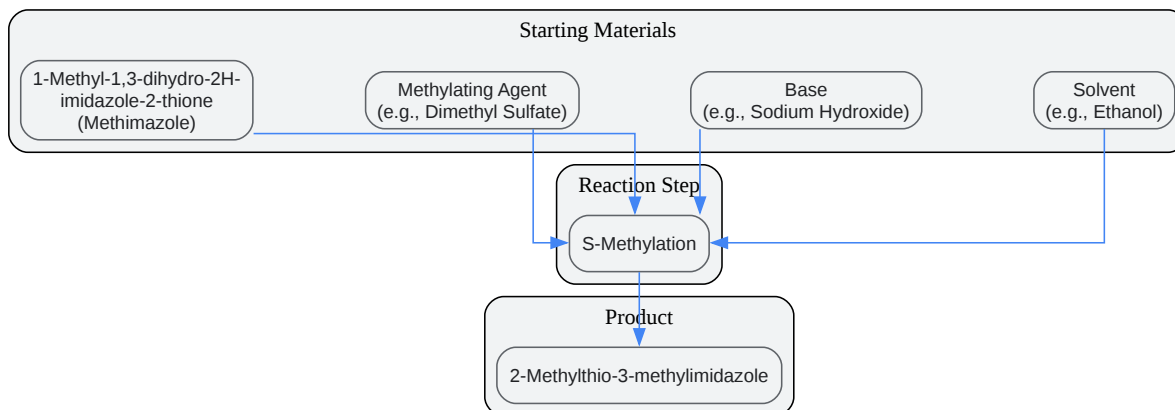 Starting Materials
1-Methyl-1,3-dihydro-2H-
imidazole-2-thione
(Methimazole)
Methylating Agent
(e.g., Dimethyl Sulfate)
Base
(e.g., Sodium Hydroxide)
Solvent
(e.g., Ethanol)
Reaction Step
S-Methylation
Product
2-Methylthio-3-methylimidazole